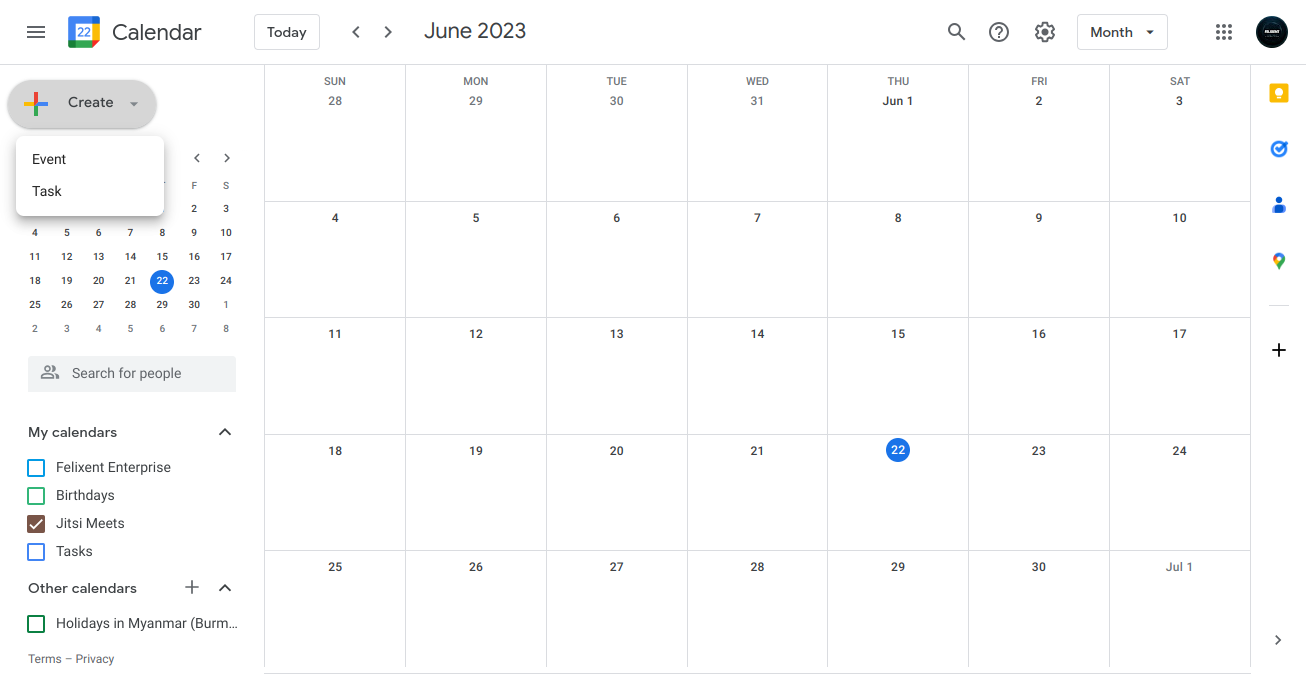 22 Calendar Today June 2023 Month
Create
Event
Task
F S
2 3
4 5 6 7 8 9 10
11 12 13 14 15 16 17
18 19 20 21 22 23 24
25 26 27 28 29 30 1
2 3 4 5 6 7 8
Search for people
My calendars
Felixent Enterprise
Birthdays
Jitsi Meets
Tasks
Other calendars
Holidays in Myanmar (Burm...
Terms – Privacy
SUN MON TUE WED THU FRI SAT
28 29 30 31 Jun 1 2 3
4 5 6 7 8 9 10
11 12 13 14 15 16 17
18 19 20 21 22 23 24
25 26 27 28 29 30 Jul 1